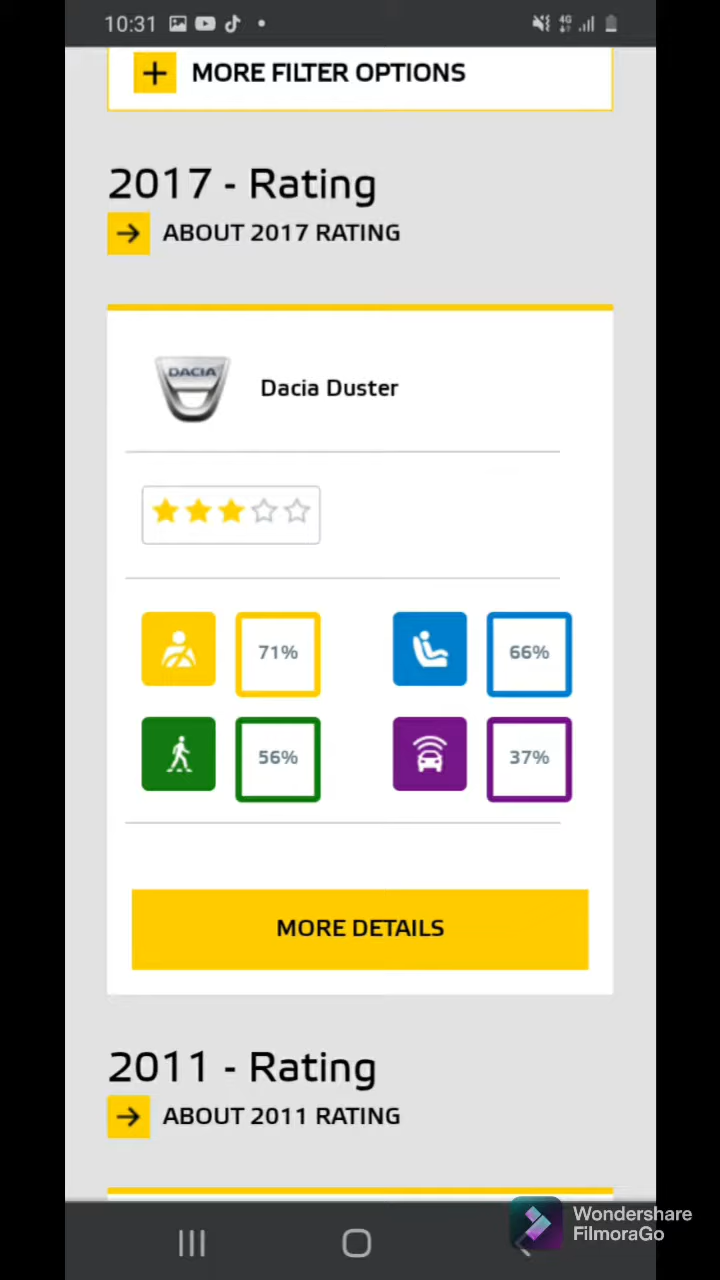 10:31
4G
MORE FILTER OPTIONS
2017 - Rating
ABOUT 2017 RATING
DACIA
Dacia Duster
71%
66%
56%
37%
MORE DETAILS
2011 - Rating
ABOUT 2011 RATING
Wondershare
FilmoraGo